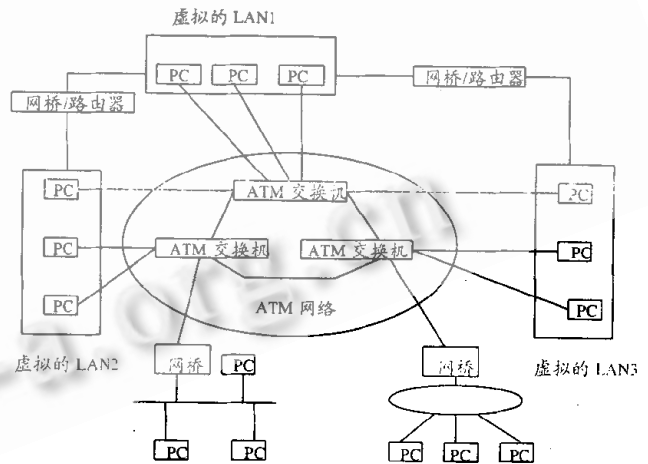 虚拟的 LAN1
PC PC PC
网桥/路由器
网桥/路由器
PC ATM 交换机 PC
PC ATM 交换机 ATM 交换机 PC
PC ATM 网络 PC
虚拟的 LAN2 网桥 PC 网桥 虚拟的 LAN3
PC PC PC PC PC